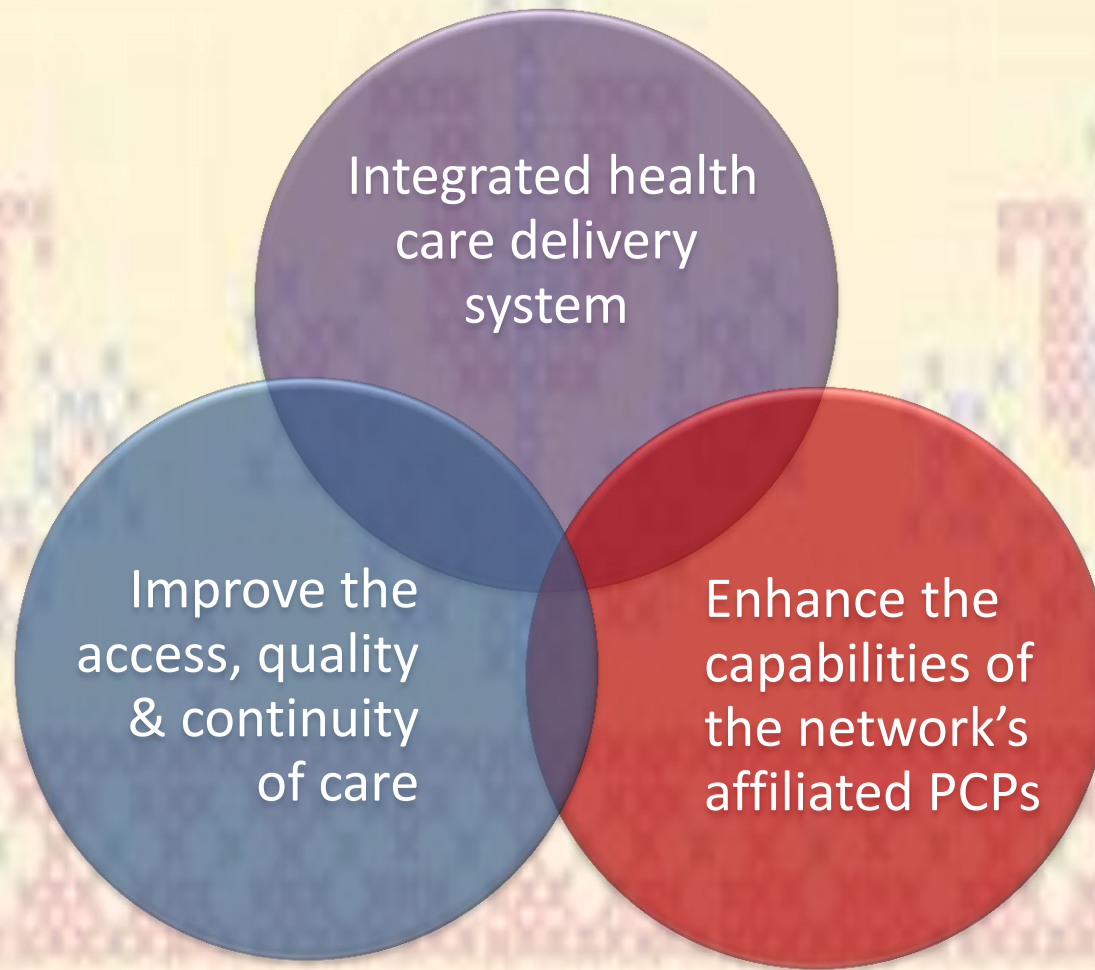 Integrated health
care delivery
system
Improve the
access, quality
& continuity
of care
Enhance the
capabilities of
the network’s
affiliated PCPs